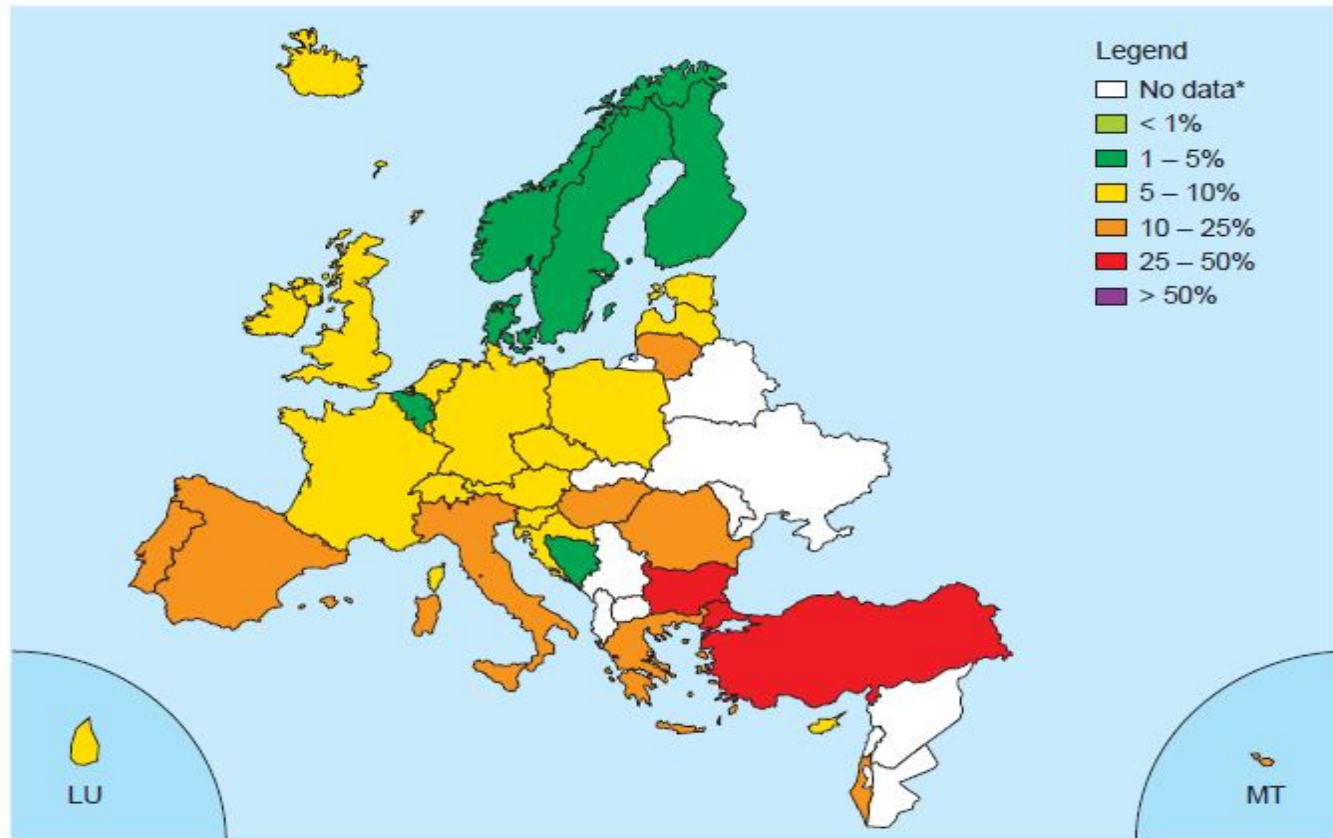 Legend
No data*
< 1%
1 – 5%
5 – 10%
10 – 25%
25 – 50%
> 50%
LU
MT